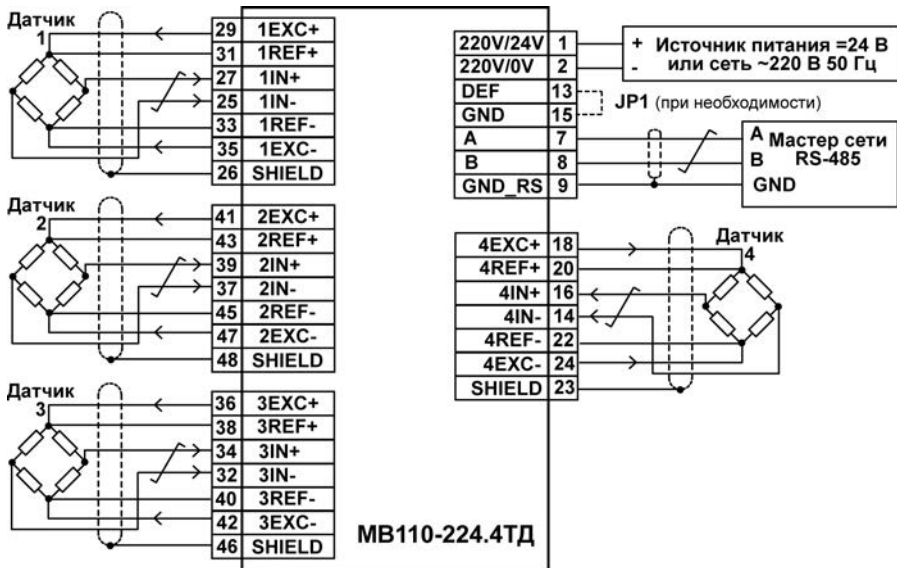 Датчик
1
29 1EXC+
31 1REF+
27 1IN+
25 1IN-
33 1REF-
35 1EXC-
26 SHIELD
Датчик
2
41 2EXC+
43 2REF+
39 2IN+
37 2IN-
45 2REF-
47 2EXC-
48 SHIELD
Датчик
3
36 3EXC+
38 3REF+
34 3IN+
32 3IN-
40 3REF-
42 3EXC-
46 SHIELD
МВ110-224.4ТД
220V/24V 1
220V/0V 2
DEF 13
GND 15
A 7
B 8
GND_RS 9
+ Источник питания =24 В
- или сеть ~220 В 50 Гц
JP1 (при необходимости)
A Мастер сети
B RS-485
GND
4EXC+ 18
4REF+ 20
4IN+ 16
4IN- 14
4REF- 22
4EXC- 24
SHIELD 23
Датчик
4